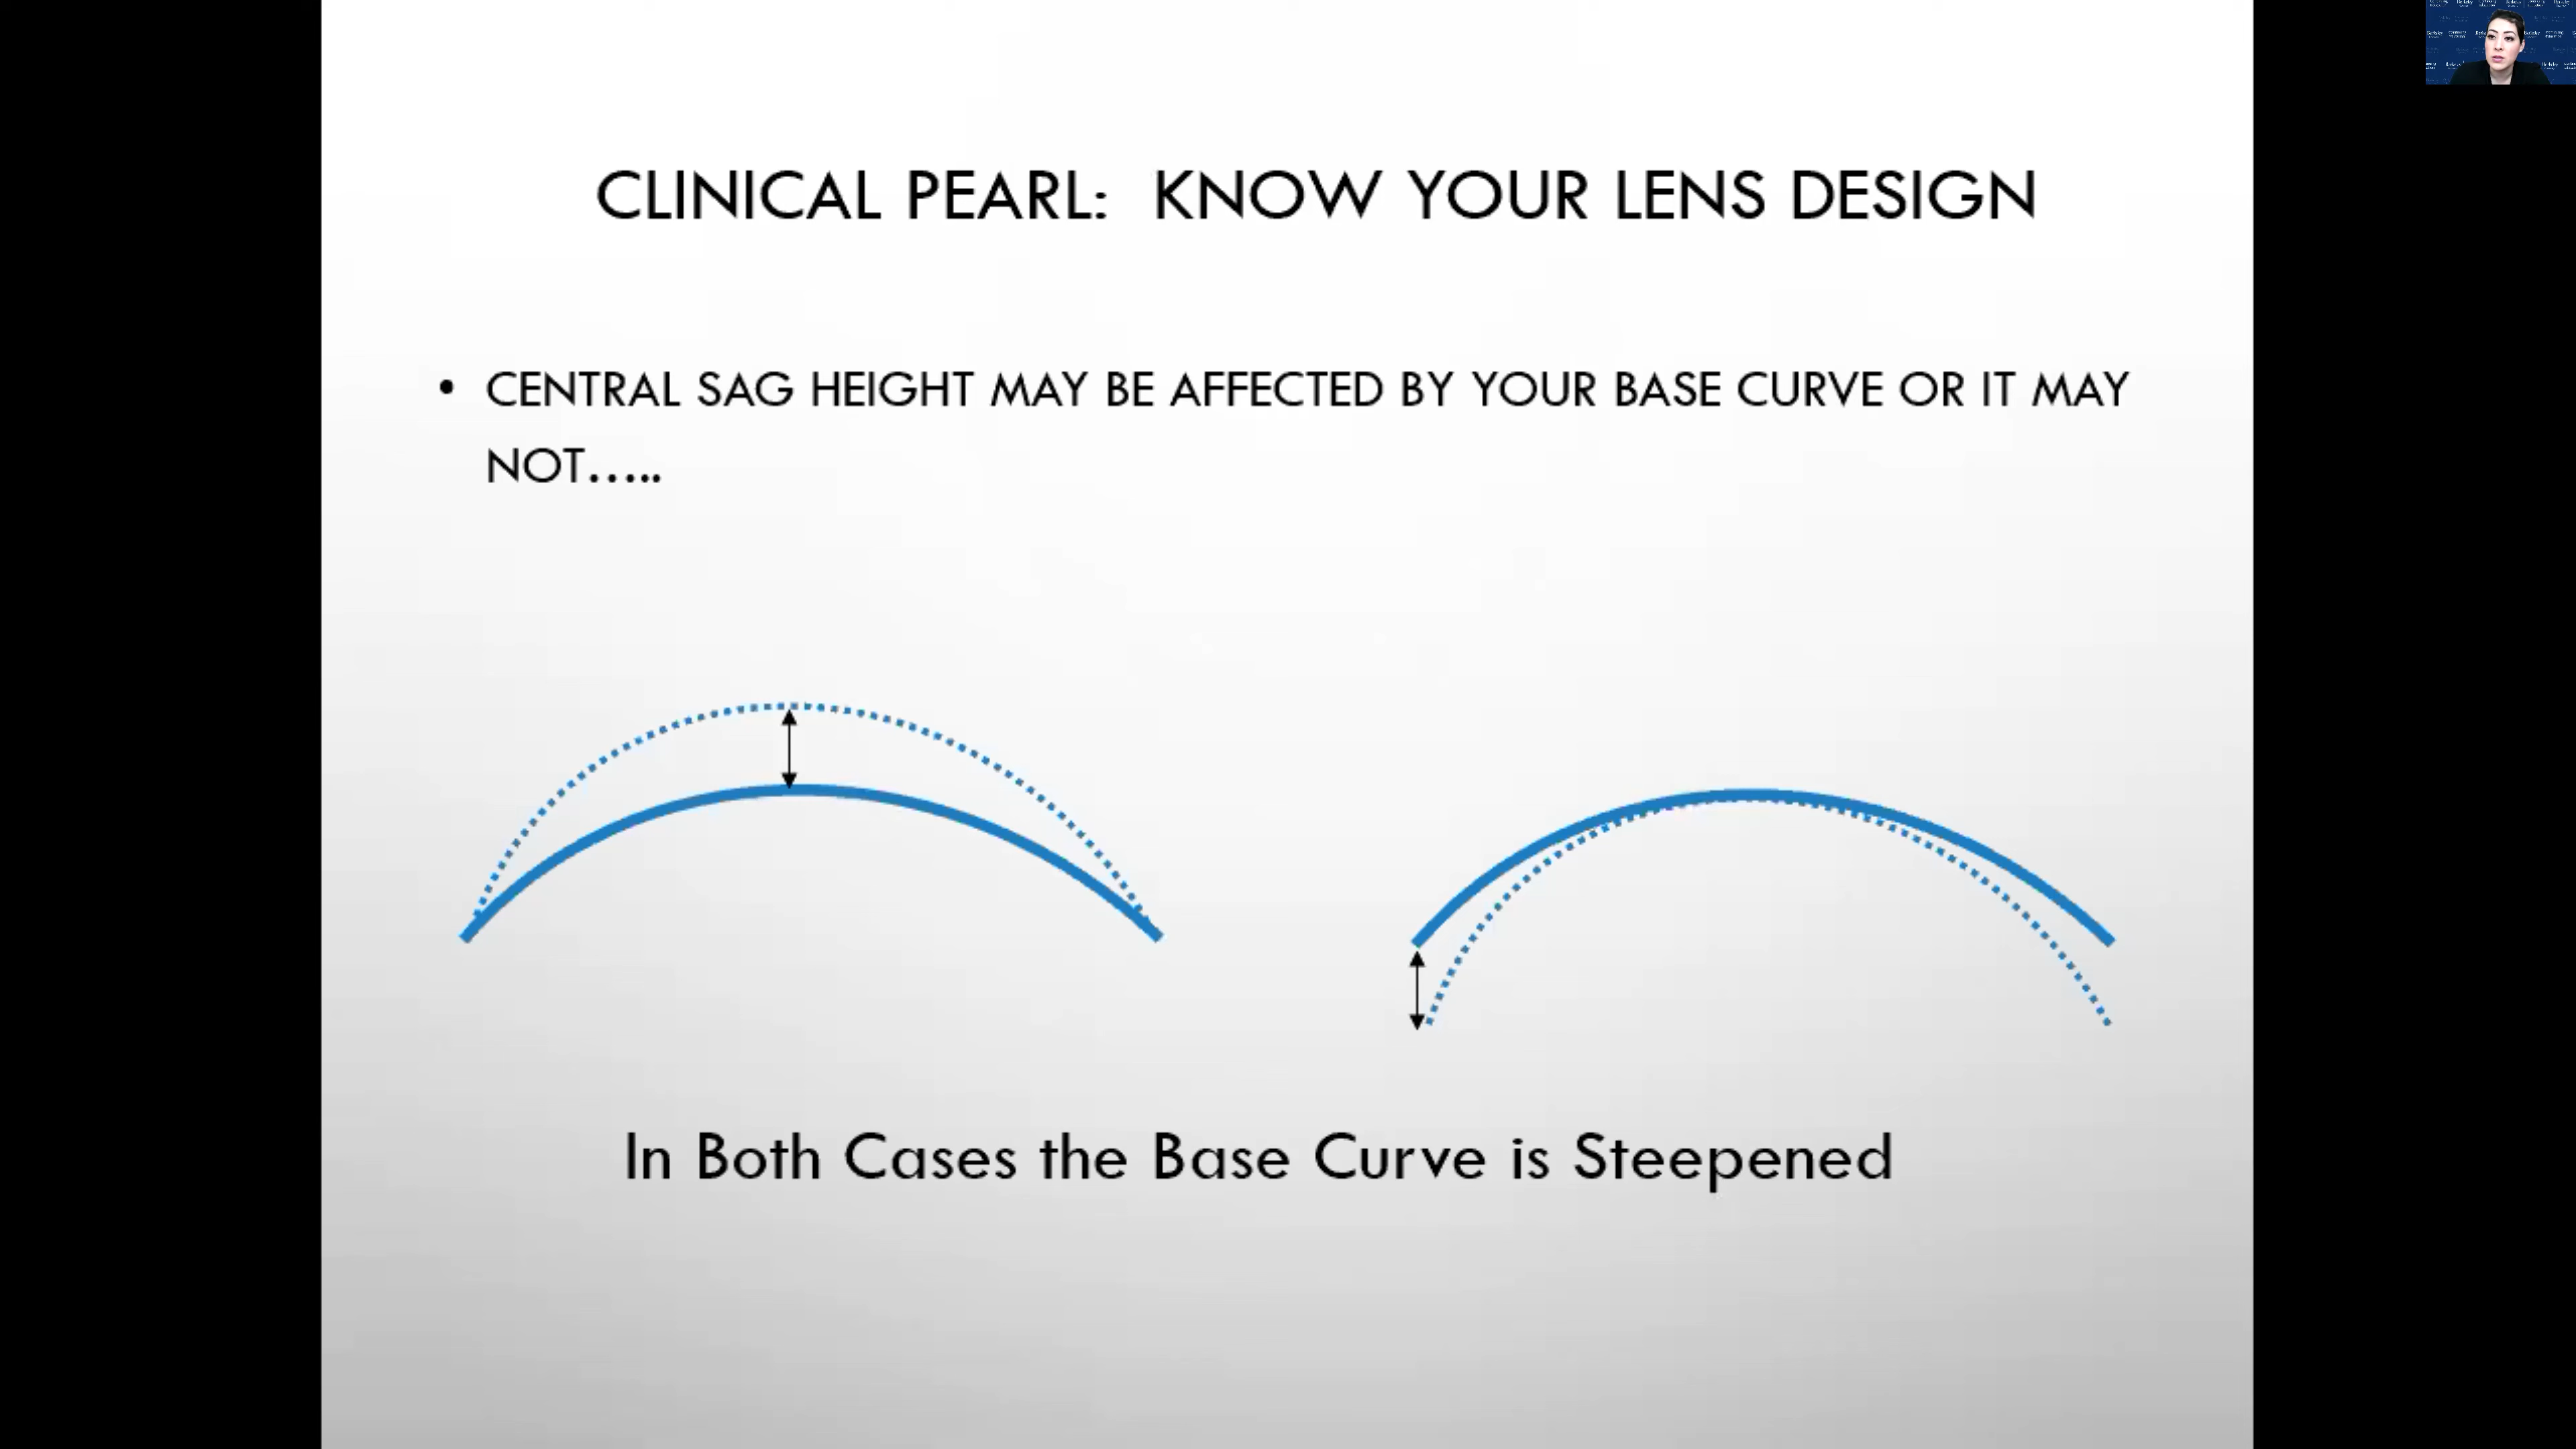 CLINICAL PEARL: KNOW YOUR LENS DESIGN
• CENTRAL SAG HEIGHT MAY BE AFFECTED BY YOUR BASE CURVE OR IT MAY
NOT.....
In Both Cases the Base Curve is Steepened